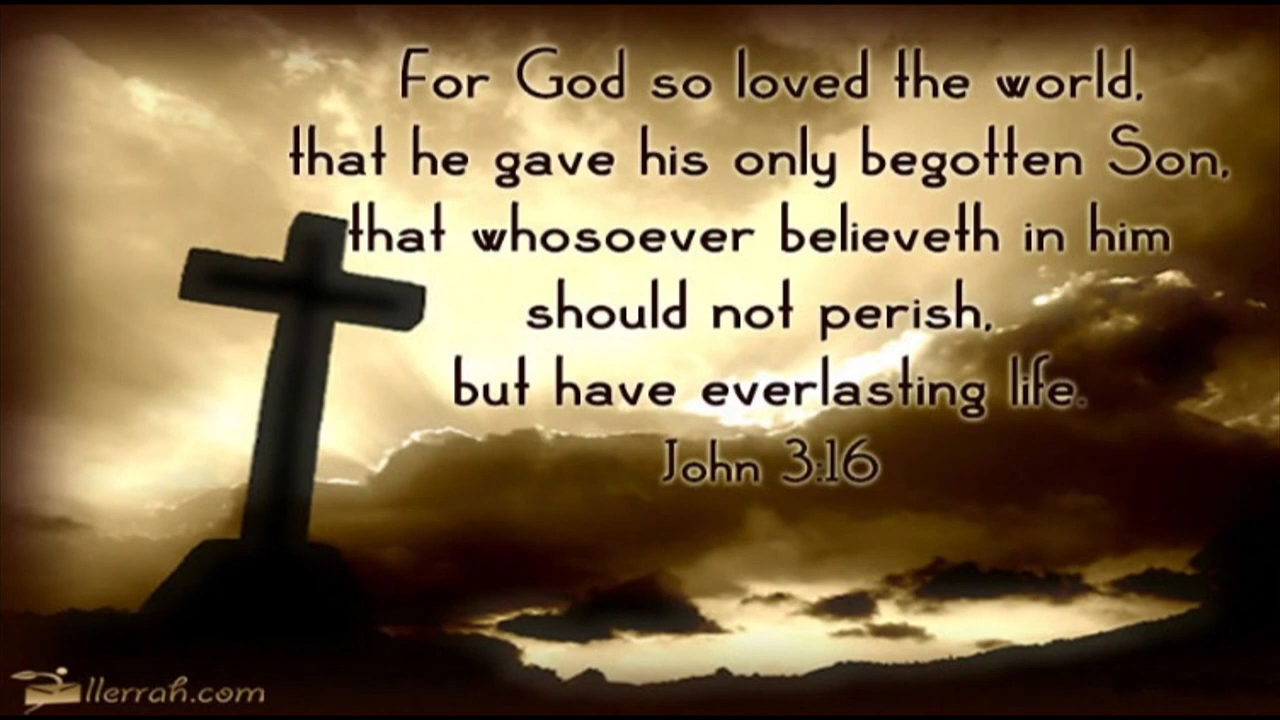 For God so loved the world,
that he gave his only begotten Son,
that whosoever believeth in him
should not perish,
but have everlasting life.
John 3:16
llerrah.com